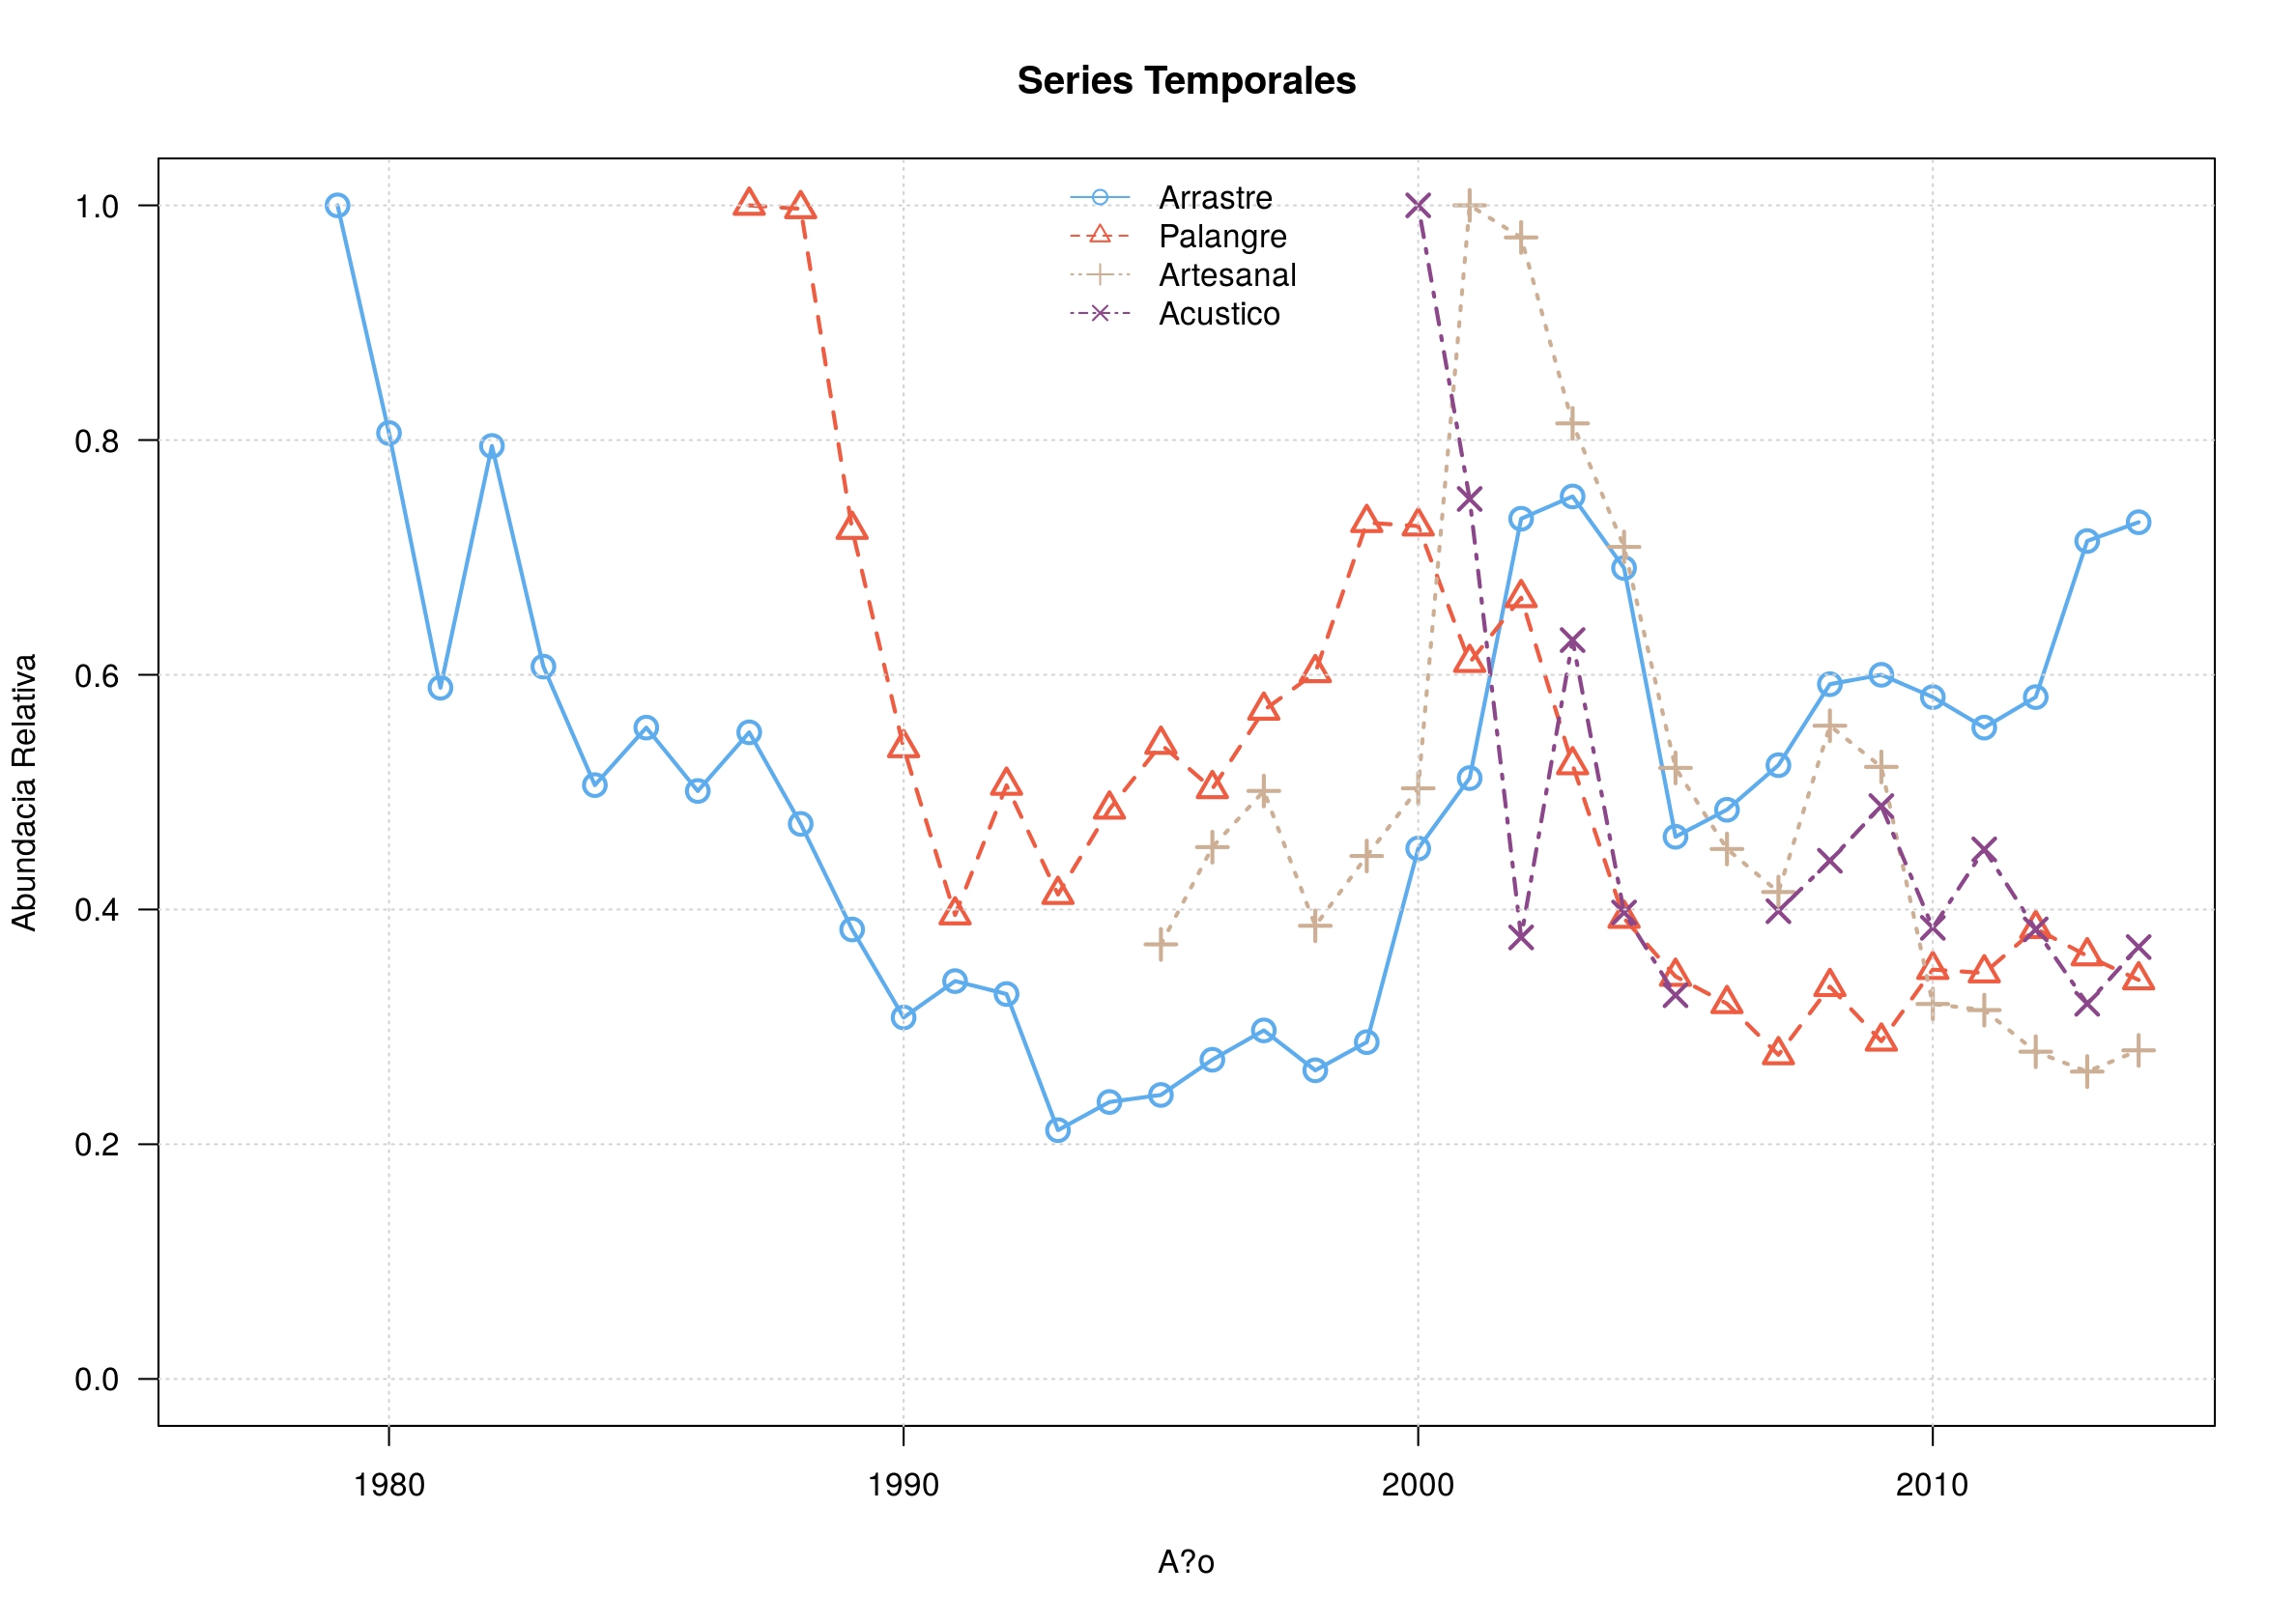 Series Temporales
Arrastre
Palangre
Artesanal
Acustico
1.0
0.8
0.6
0.4
0.2
0.0
Abundacia Relativa
1980 1990 2000 2010
A?o